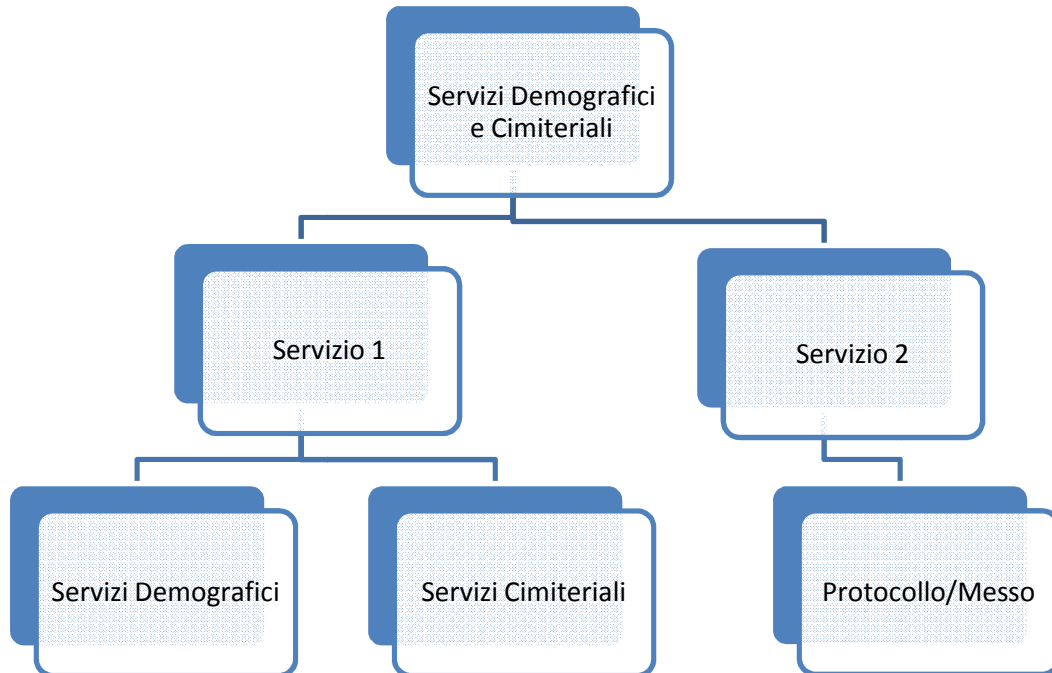 Servizi Demografici
e Cimiteriali
Servizio 1
Servizio 2
Servizi Demografici
Servizi Cimiteriali
Protocollo/Messo